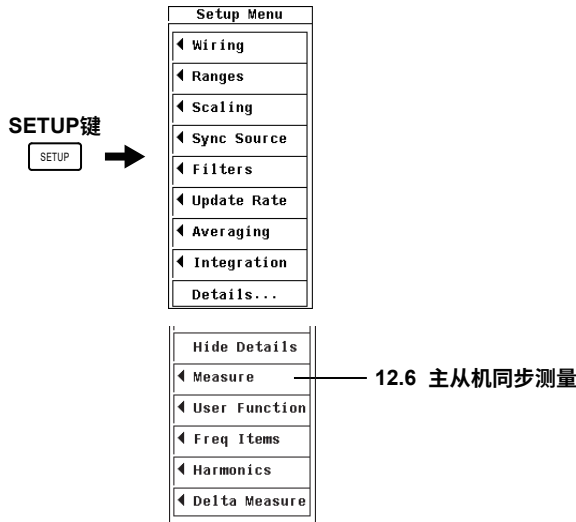 Setup Menu
Wiring
Ranges
Scaling
SETUP键
SETUP
Sync Source
Filters
Update Rate
Averaging
Integration
Details...
Hide Details
Measure
12.6 主从机同步测量
User Function
Freq Items
Harmonics
Delta Measure